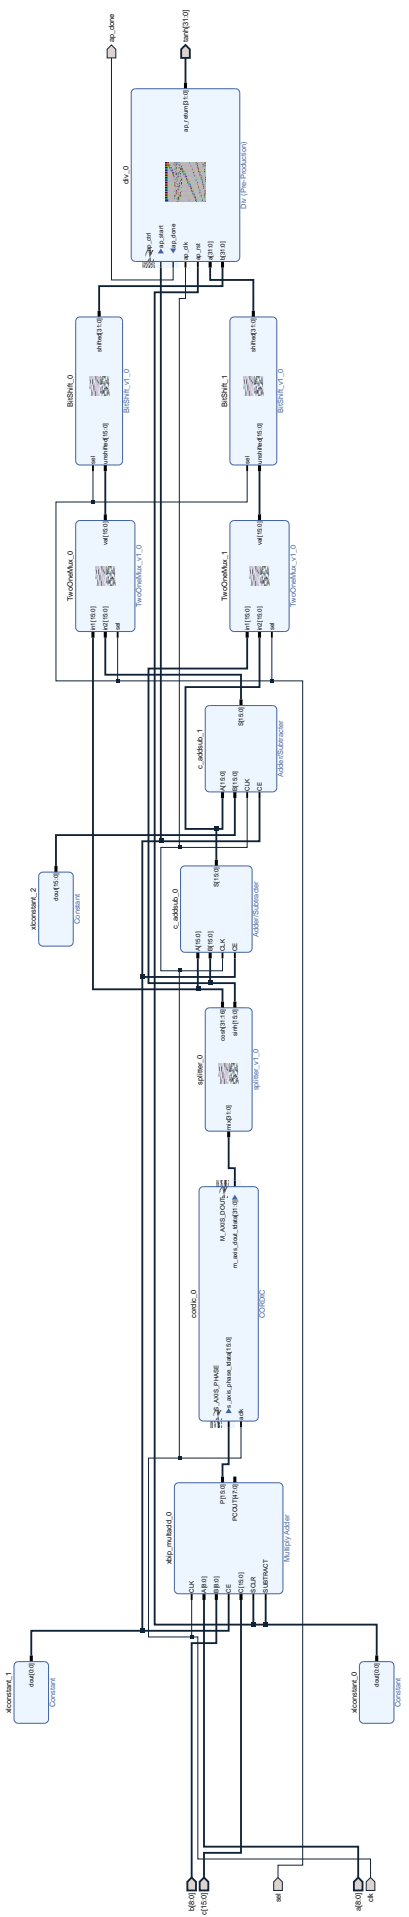 b[8:0]
c[15:0]
sel
a[8:0]
clk
xlconstant_1
dout[0:0]
Constant
xlconstant_0
dout[0:0]
Constant
xbip_multadd_0
CLK
A[8:0]
B[8:0]
CE
C[15:0]
SCLR
SUBTRACT
P[15:0]
PCOUT[47:0]
Multiply Adder
cordic_0
S_AXIS_PHASE
s_axis_phase_tdata[15:0]
aclk
M_AXIS_DOUT
m_axis_dout_tdata[31:0]
CORDIC
splitter_0
mix[31:0]
cosh[31:16]
sinh[15:0]
splitter_v1_0
c_addsub_0
A[15:0]
B[15:0]
CLK
CE
S[15:0]
Adder/Subtracter
xlconstant_2
dout[15:0]
Constant
c_addsub_1
A[15:0]
B[15:0]
CLK
CE
S[15:0]
Adder/Subtracter
TwoOneMux_0
in1[15:0]
in2[15:0]
sel
val[15:0]
TwoOneMux_v1_0
TwoOneMux_1
in1[15:0]
in2[15:0]
sel
val[15:0]
TwoOneMux_v1_0
BitShift_0
sel
unshifted[15:0]
shifted[31:0]
BitShift_v1_0
BitShift_1
sel
unshifted[15:0]
shifted[31:0]
BitShift_v1_0
div_0
ap_ctrl
ap_start
ap_done
ap_clk
ap_rst
a[31:0]
b[31:0]
ap_return[31:0]
Div (Pre-Production)
ap_done
tanh[31:0]